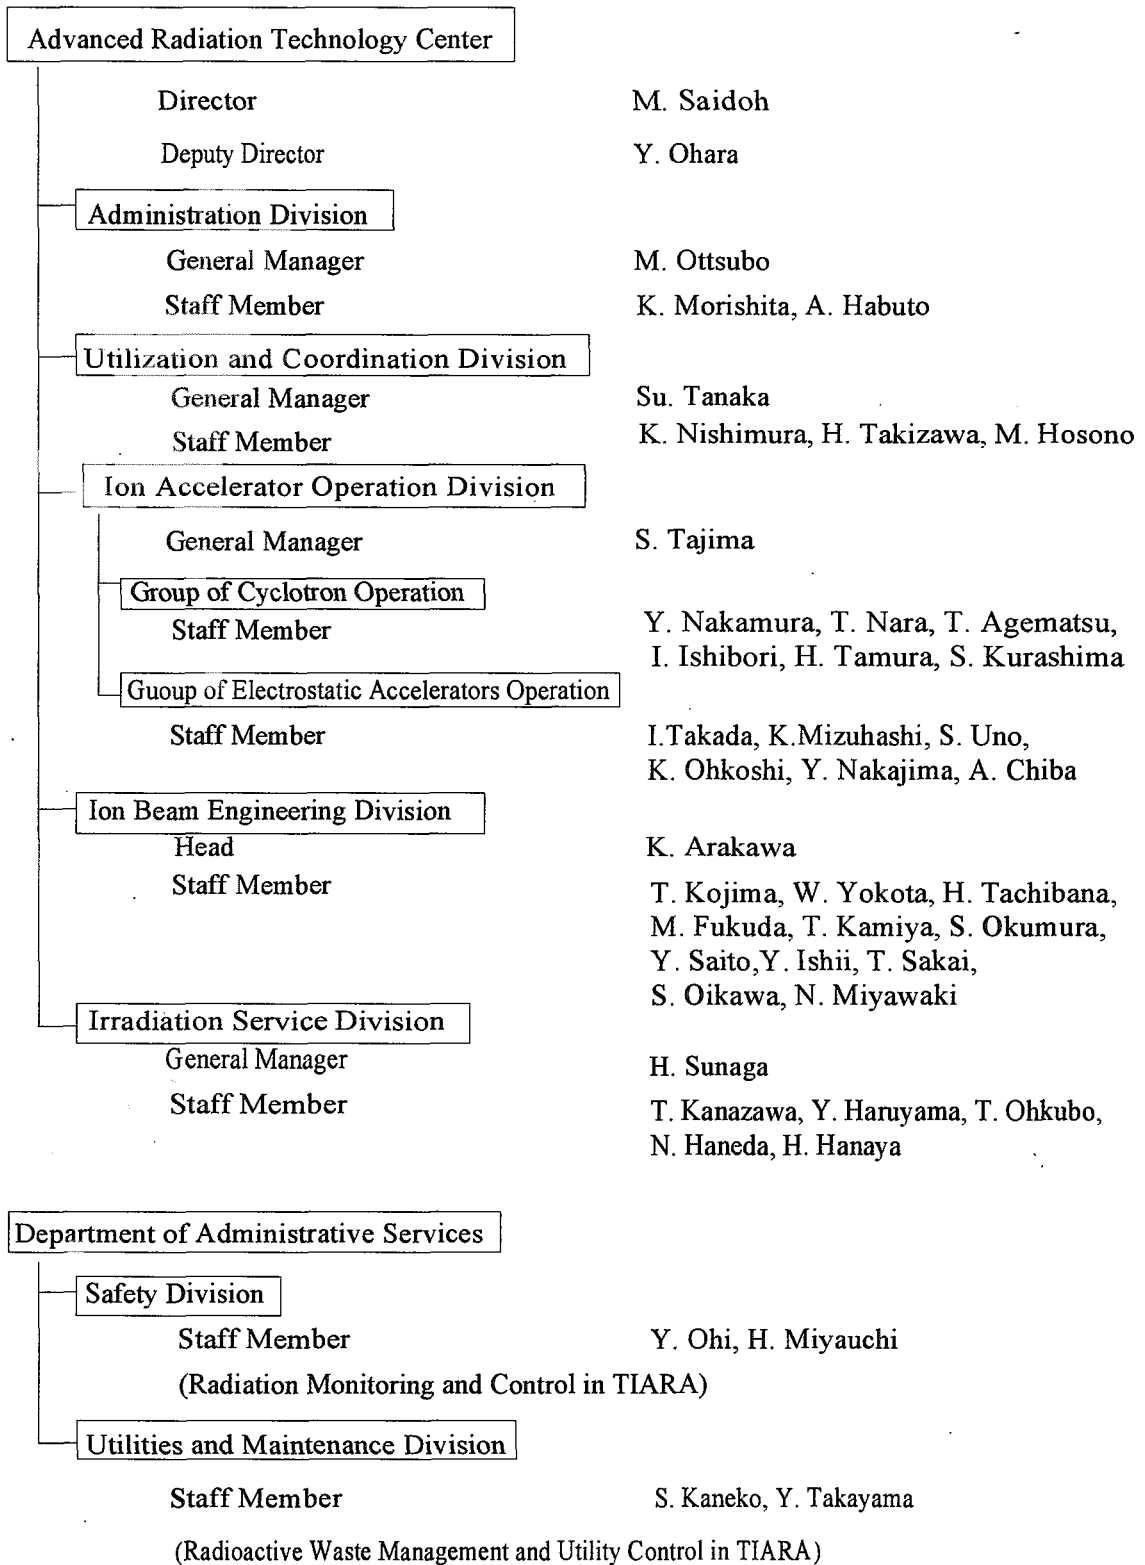 Advanced Radiation Technology Center
Director M. Saidoh
Deputy Director Y. Ohara
Administration Division
General Manager M. Ottsubo
Staff Member K. Morishita, A. Habuto
Utilization and Coordination Division
General Manager Su. Tanaka
Staff Member K. Nishimura, H. Takizawa, M. Hosono
Ion Accelerator Operation Division
General Manager S. Tajima
Group of Cyclotron Operation
Staff Member Y. Nakamura, T. Nara, T. Agematsu,
I. Ishibori, H. Tamura, S. Kurashima
Guoup of Electrostatic Accelerators Operation
Staff Member I.Takada, K.Mizuhashi, S. Uno,
K. Ohkoshi, Y. Nakajima, A. Chiba
Ion Beam Engineering Division
Head K. Arakawa
Staff Member T. Kojima, W. Yokota, H. Tachibana,
M. Fukuda, T. Kamiya, S. Okumura,
Y. Saito,Y. Ishii, T. Sakai,
S. Oikawa, N. Miyawaki
Irradiation Service Division
General Manager H. Sunaga
Staff Member T. Kanazawa, Y. Haruyama, T. Ohkubo,
N. Haneda, H. Hanaya
Department of Administrative Services
Safety Division
Staff Member Y. Ohi, H. Miyauchi
(Radiation Monitoring and Control in TIARA)
Utilities and Maintenance Division
Staff Member S. Kaneko, Y. Takayama
(Radioactive Waste Management and Utility Control in TIARA)